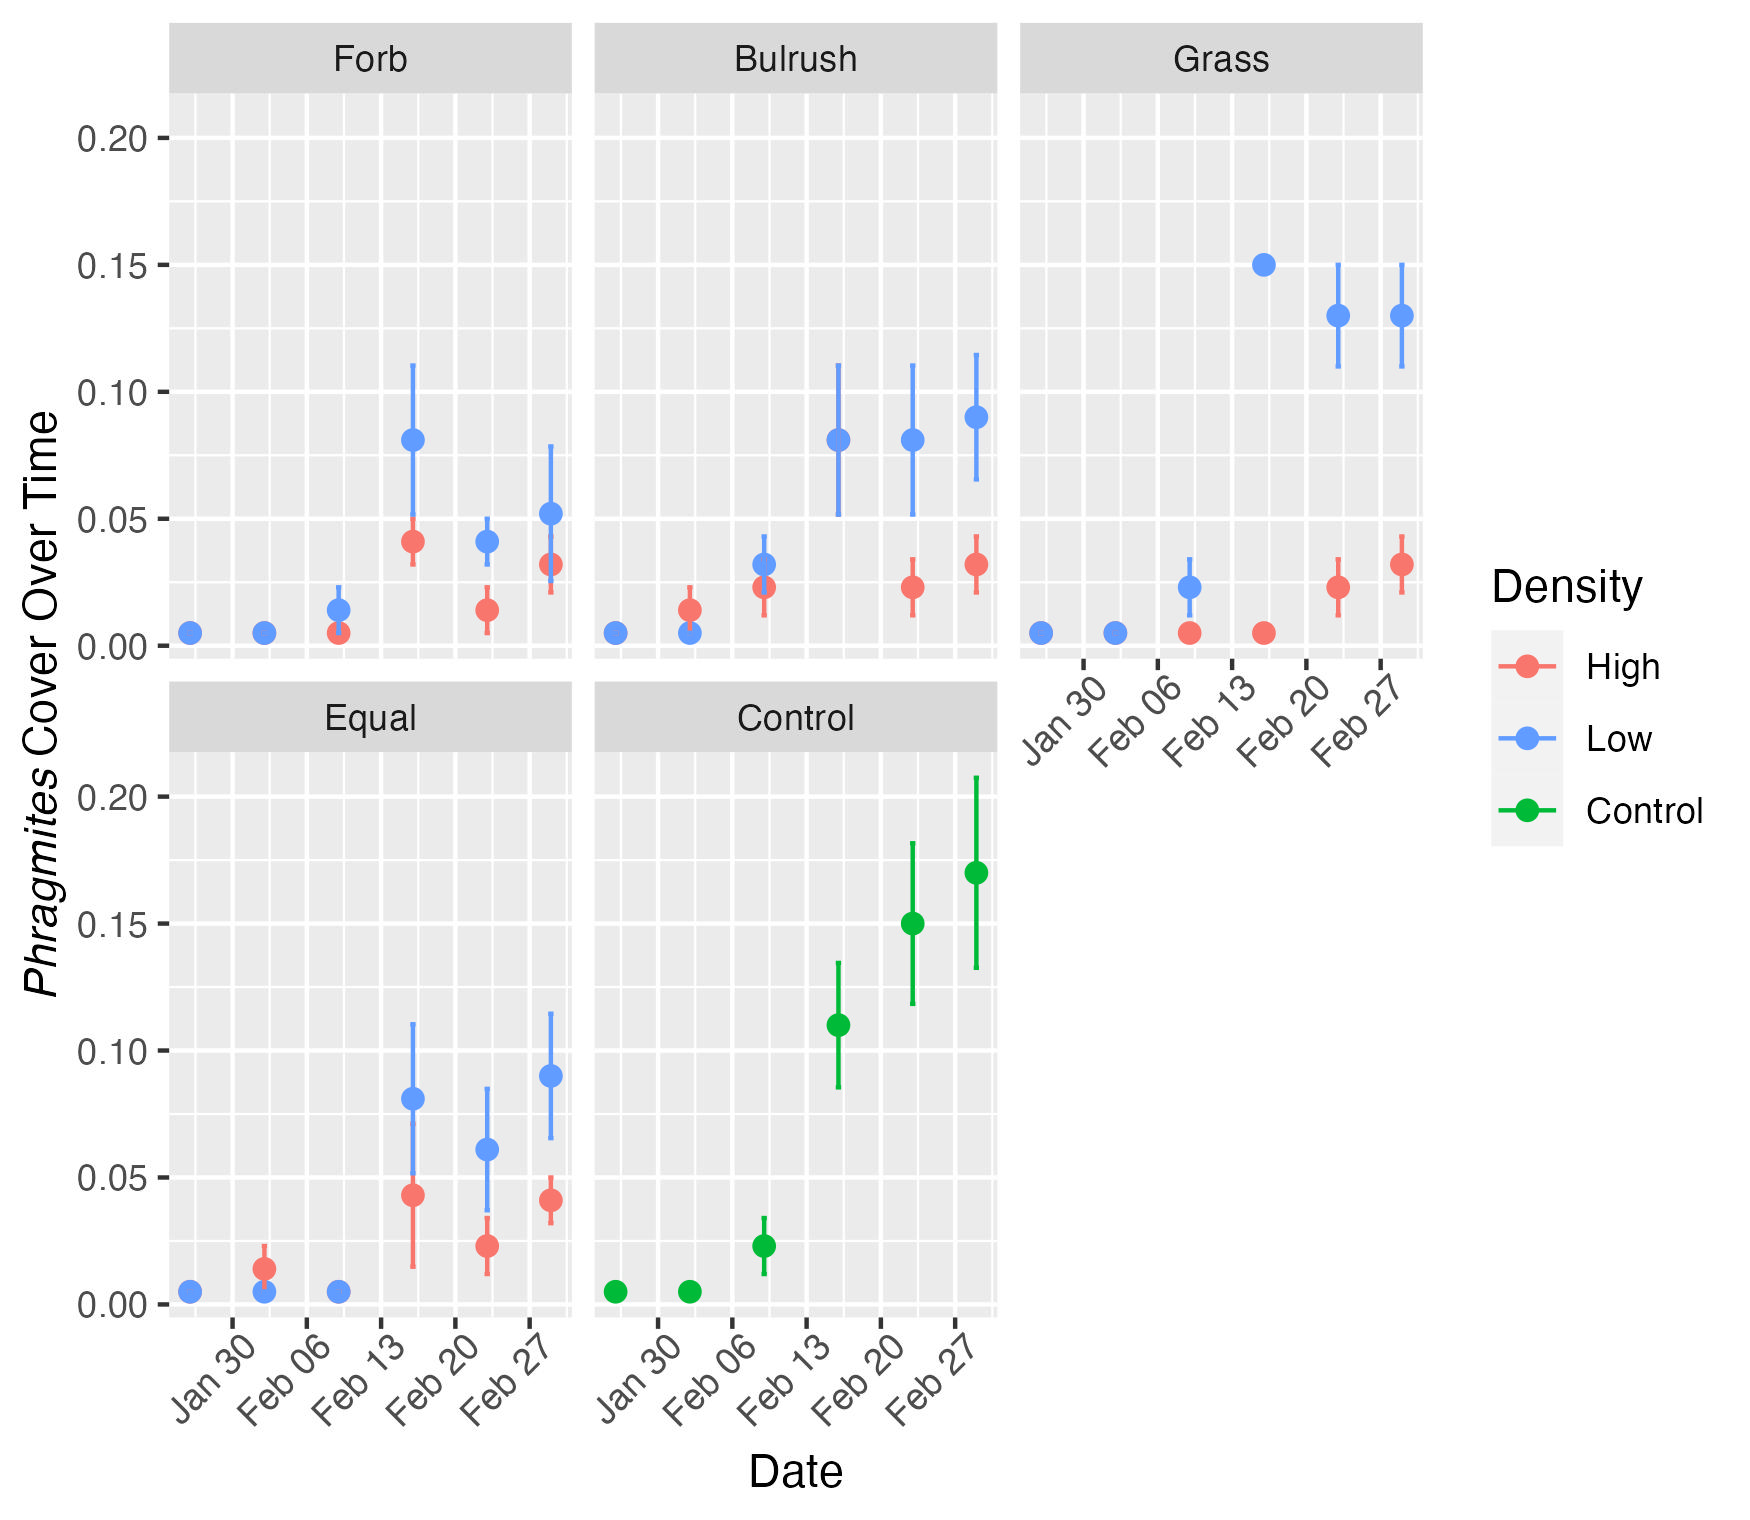 Forb
Bulrush
Grass
0.20
0.15
0.10
0.05
0.00
Jan 30
Feb 06
Feb 13
Feb 20
Feb 27
Equal
Control
0.20
0.15
0.10
0.05
0.00
Jan 30
Feb 06
Feb 13
Feb 20
Feb 27
Jan 30
Feb 06
Feb 13
Feb 20
Feb 27
Date
Phragmites Cover Over Time
Density
High
Low
Control